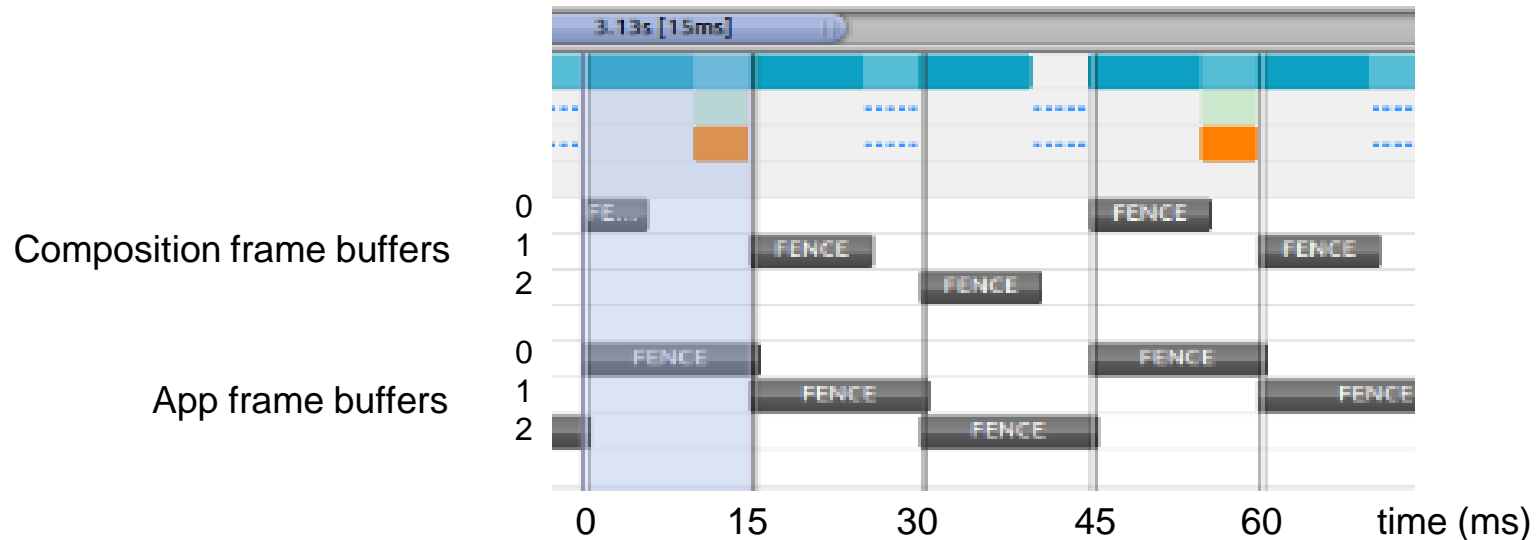 3.13s [15ms]
0
FE...
FENCE
Composition frame buffers
1
FENCE
FENCE
2
FENCE
0
FENCE
FENCE
App frame buffers
1
FENCE
FENCE
2
FENCE
0 15 30 45 60 time (ms)